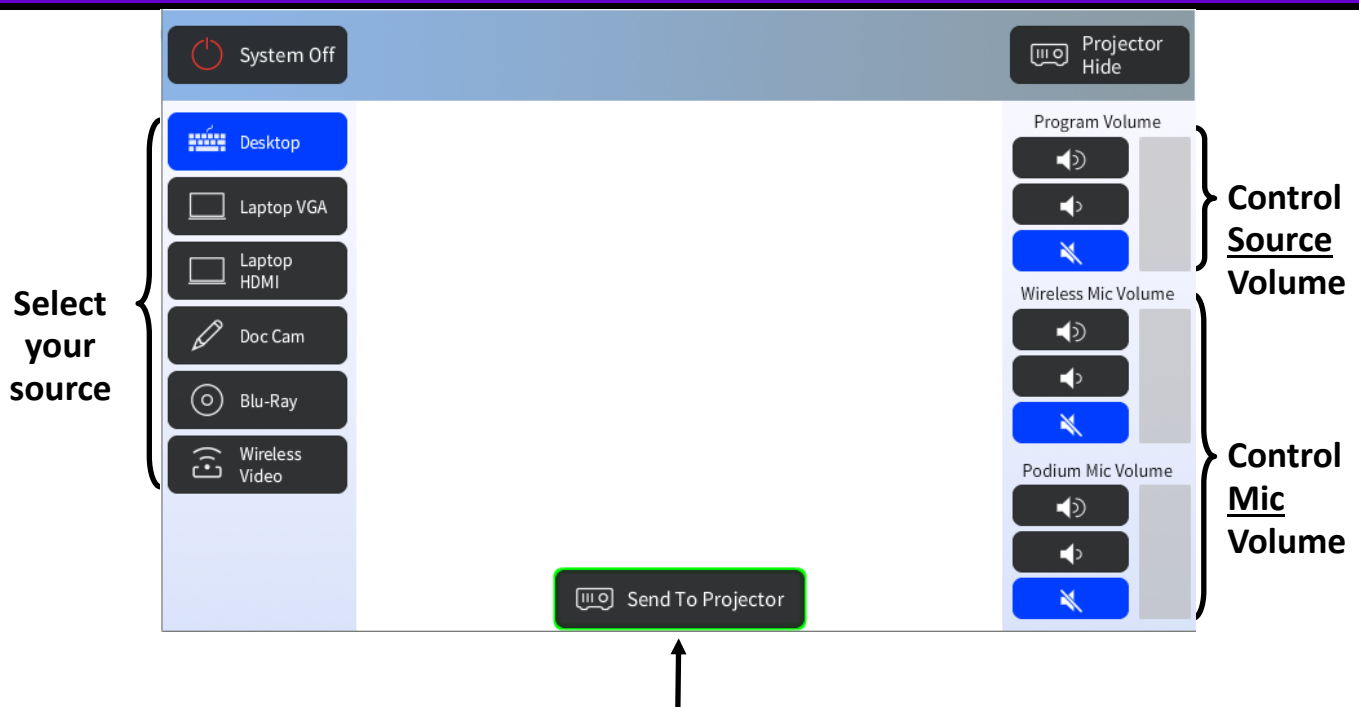 System Off
Projector
Hide
Desktop
Laptop VGA
Laptop
HDMI
Doc Cam
Blu-Ray
Wireless
Video
Select
your
source
Program Volume
Wireless Mic Volume
Podium Mic Volume
Control
Source
Volume
Control
Mic
Volume
Send To Projector